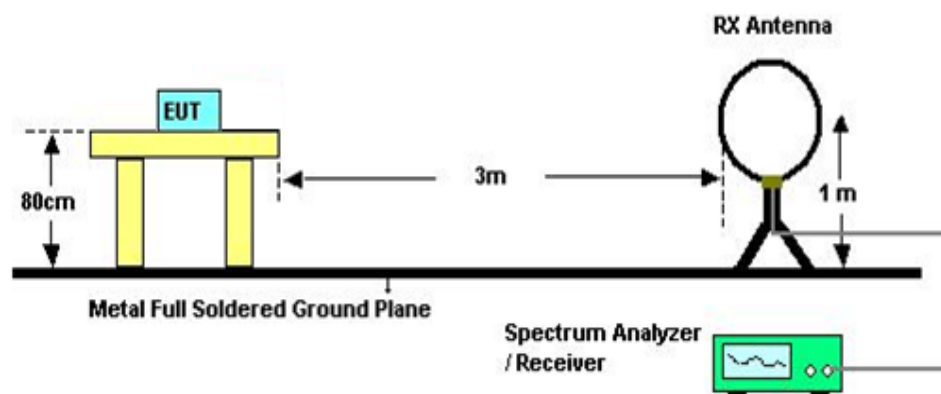 RX Antenna
EUT
3m
80cm
1 m
Metal Full Soldered Ground Plane
Spectrum Analyzer
/ Receiver